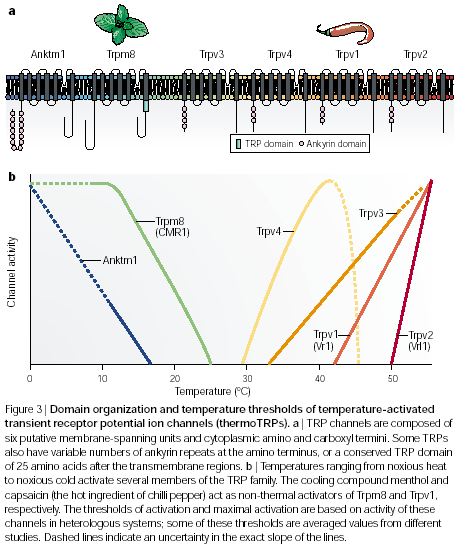 a
Anktm1 Trpm8 Trpv3 Trpv4 Trpv1 Trpv2
TRP domain Ankyrin domain
b
Channel activity
Trpm8
(CMR1)
Anktm1
Trpv4
Trpv3
Trpv1
(Vr1)
Trpv2
(Vrl1)
0 10 20 30 40 50
Temperature (°C)
Figure 3 | Domain organization and temperature thresholds of temperature-activated
transient receptor potential ion channels (thermoTRPs). a | TRP channels are composed of
six putative membrane-spanning units and cytoplasmic amino and carboxyl termini. Some TRPs
also have variable numbers of ankyrin repeats at the amino terminus, or a conserved TRP domain
of 25 amino acids after the transmembrane regions. b | Temperatures ranging from noxious heat
to noxious cold activate several members of the TRP family. The cooling compound menthol and
capsaicin (the hot ingredient of chilli pepper) act as non-thermal activators of Trpm8 and Trpv1,
respectively. The thresholds of activation and maximal activation are based on activity of these
channels in heterologous systems; some of these thresholds are averaged values from different
studies. Dashed lines indicate an uncertainty in the exact slope of the lines.